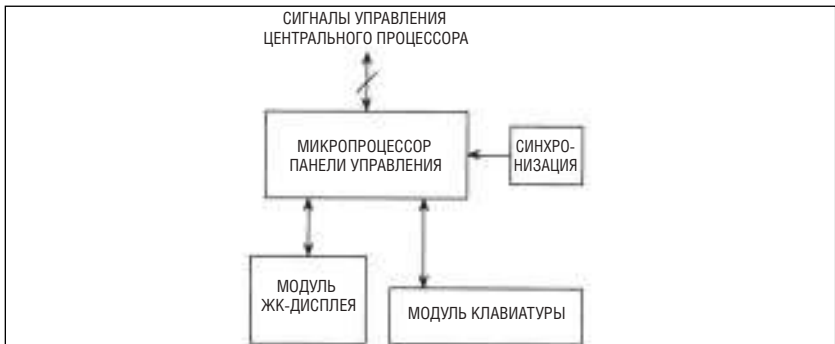 СИГНАЛЫ УПРАВЛЕНИЯ
ЦЕНТРАЛЬНОГО ПРОЦЕССОРА
МИКРОПРОЦЕССОР
ПАНЕЛИ УПРАВЛЕНИЯ
СИНХРО-
НИЗАЦИЯ
МОДУЛЬ
ЖК-ДИСПЛЕЯ
МОДУЛЬ КЛАВИАТУРЫ